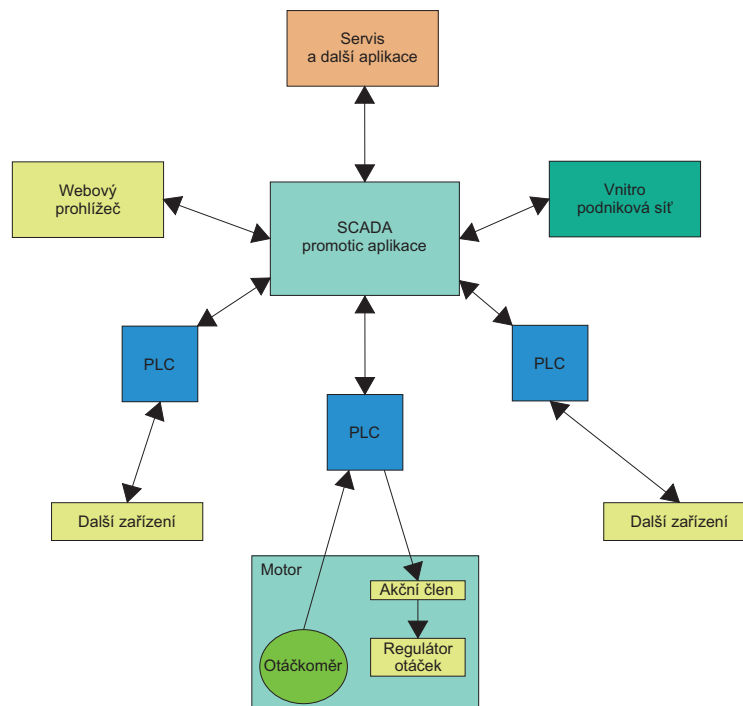 Servis
a další aplikace
Webový
prohlížeč
Vnitro
podniková síť
SCADA
promotic aplikace
PLC
PLC
PLC
Další zařízení
Další zařízení
Motor
Akční člen
Otáčkoměr
Regulátor
otáček